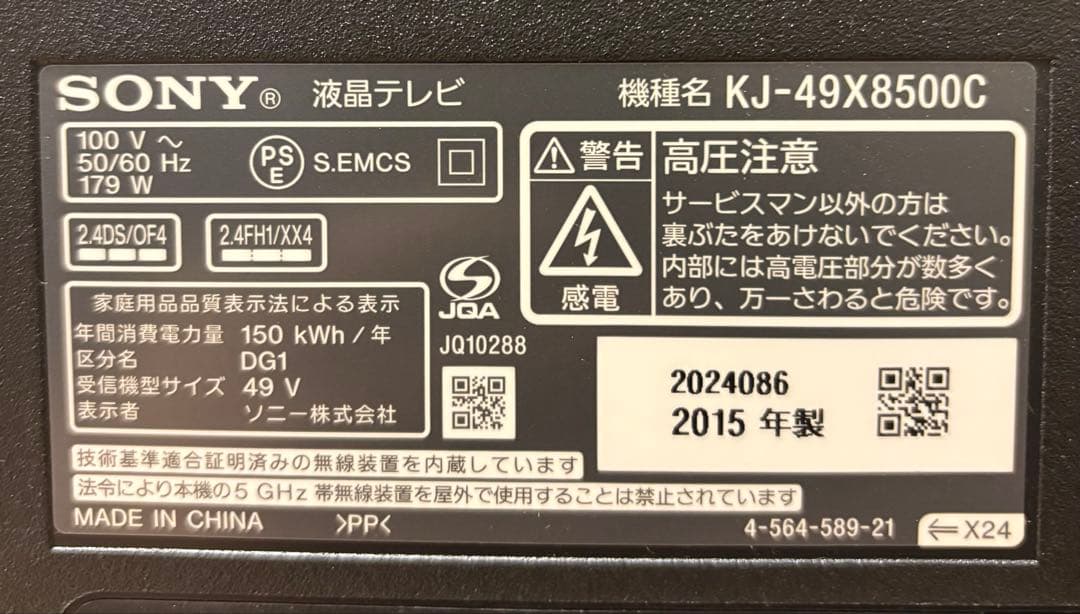 SONY® 液晶テレビ
機種名 KJ-49X8500C
100 V ～
50/60 Hz
179 W
PS
E
S.EMCS
2.4DS/OF4
2.4FH1/XX4
⚠警告
感電
高圧注意
サービスマン以外の方は
裏ぶたをあけないでください。
内部には高電圧部分が数多く
あり、万一さわると危険です。
家庭用品品質表示法による表示
年間消費電力量 150 kWh / 年
区分名 DG1
受信機型サイズ 49 V
表示者 ソニー株式会社
JQA
JQ10288
2024086
2015 年製
技術基準適合証明済みの無線装置を内蔵しています
法令により本機の5 GHz 帯無線装置を屋外で使用することは禁止されています
MADE IN CHINA >PP<
4-564-589-21 ←X24